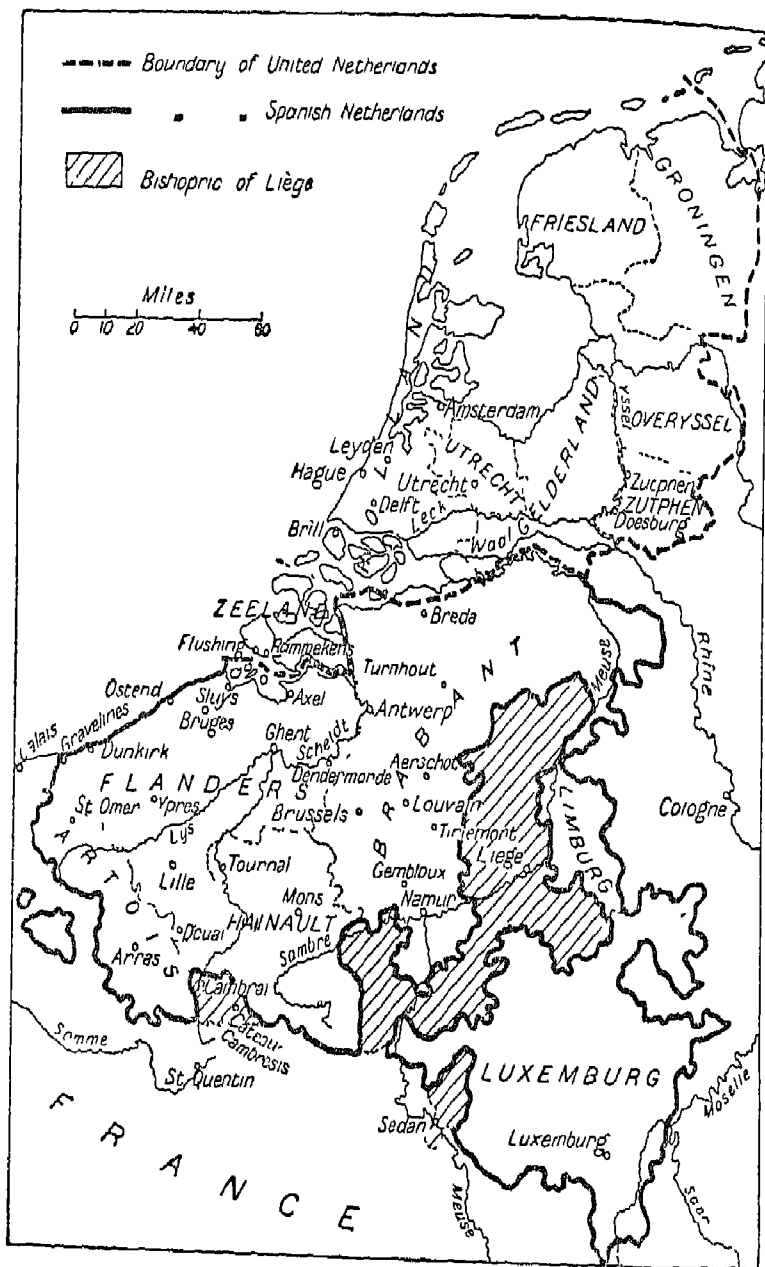 Boundary of United Netherlands
Spanish Netherlands
Bishopric of Liège
Miles
0 10 20 40 60
GRONINGEN
FRIESLAND
Amsterdam
Yssel
OVERYSSEL
Leyden
Hague
UTRECHT
Utrecht
GELDERLAND
Zutphen
ZUTPHEN
Doesburg
Delft
Leck
Waal
Brill
ZEELAND
Breda
Flushing
Rammekens
Turnhout
Meuse
Rhine
Ostend
Sluys
Axel
Bruges
Antwerp
Calais
Gravelines
Dunkirk
Ghent
Scheldt
Dendermorde
Aerschot
FLANDERS
BRABANT
St Omer
Ypres
Brussels
Louvain
LIMBURG
Cologne
Tirlemont
Lys
Liege
ARTOIS
Lille
Tournai
Gembloux
Mons
Namur
HAINAULT
Douai
Sambre
Arras
Cambrai
Cateau
Cambresis
Somme
St. Quentin
LUXEMBURG
Moselle
Sedan
Luxemburg
FRANCE
Meuse
Saar